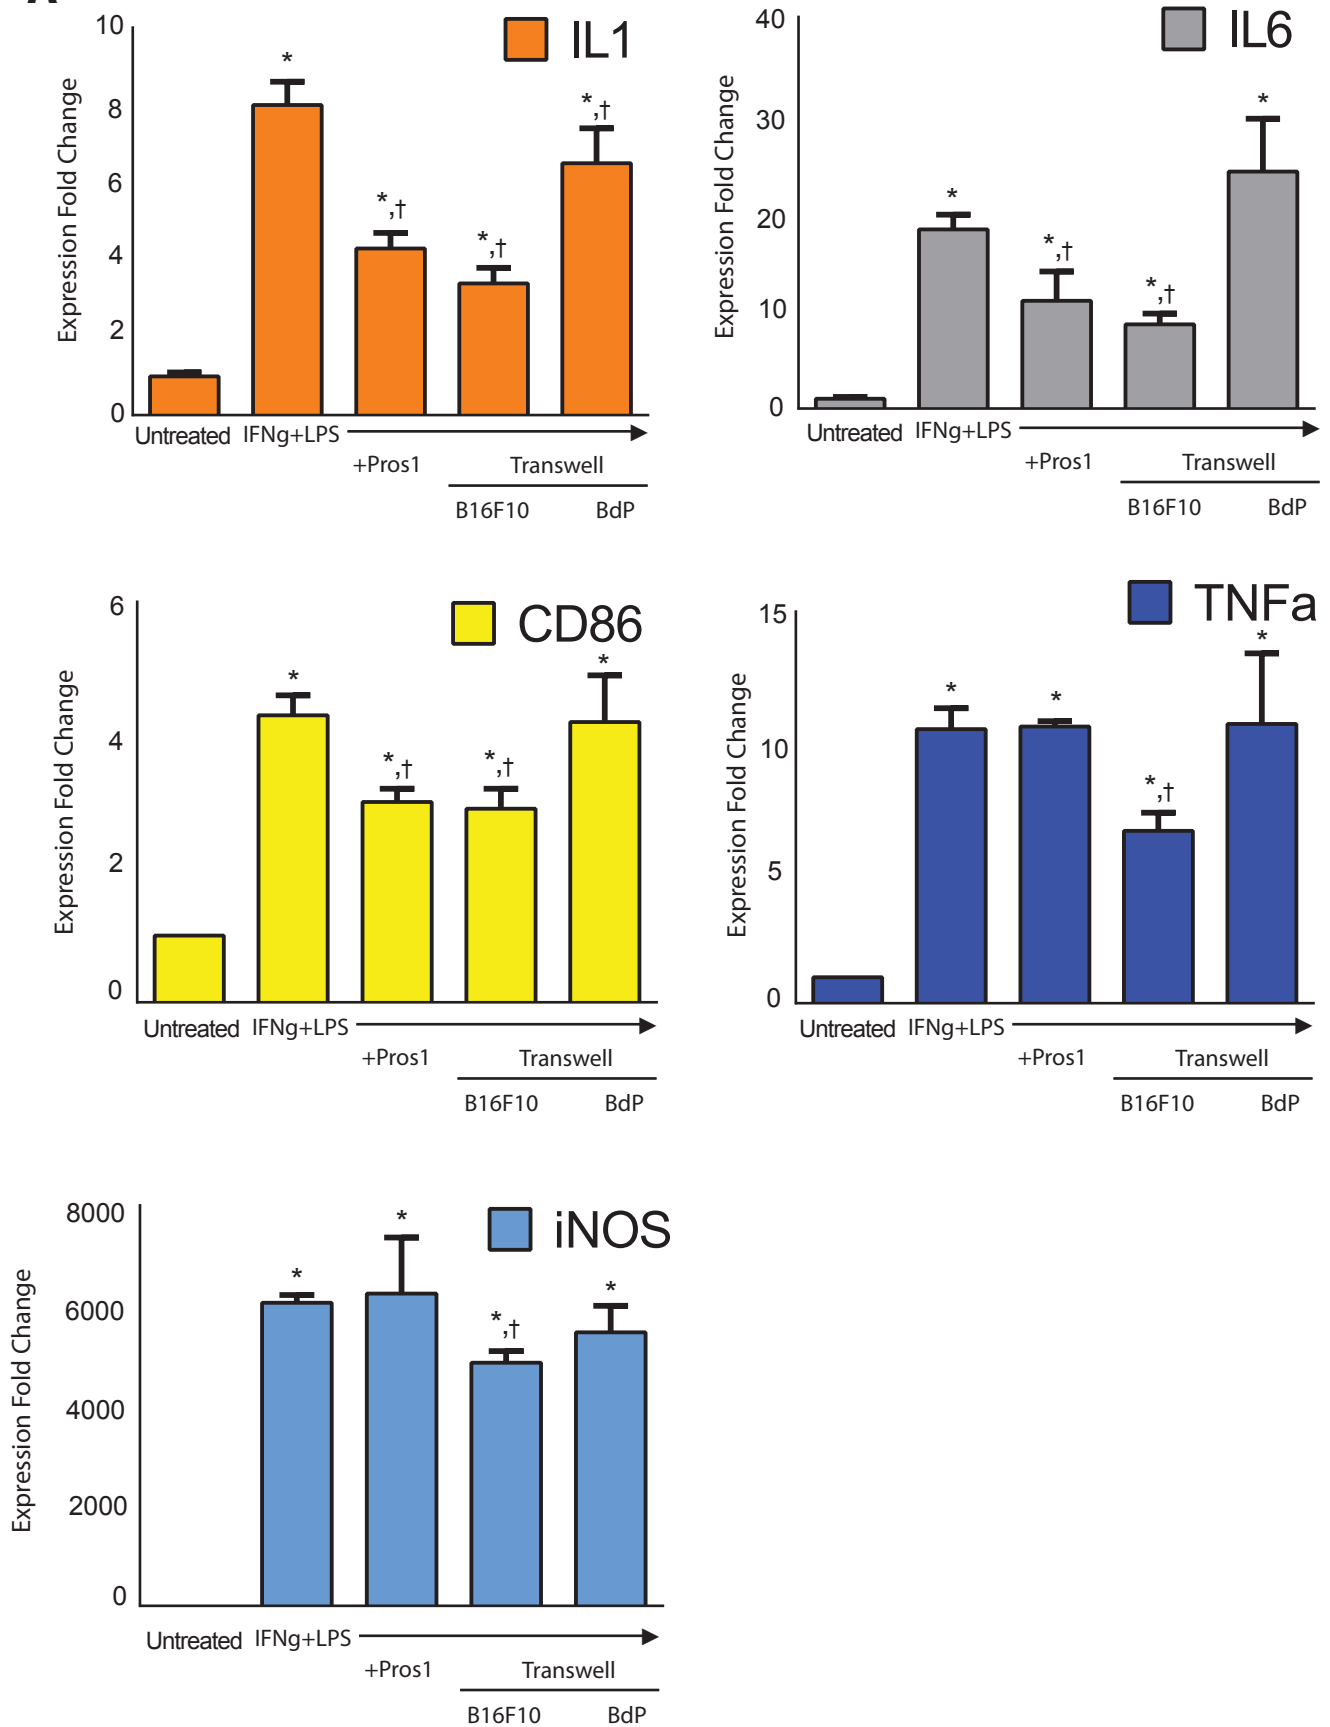 A
IL1
Expression Fold Change
10
8
6
4
2
0
*
*,†
*,†
*,†
Untreated IFNg+LPS
+Pros1 Transwell
B16F10 BdP
IL6
Expression Fold Change
40
30
20
10
0
*
*,†
*,†
*
Untreated IFNg+LPS
+Pros1 Transwell
B16F10 BdP
CD86
Expression Fold Change
6
4
2
0
*
*,†
*,†
*
Untreated IFNg+LPS
+Pros1 Transwell
B16F10 BdP
TNFa
Expression Fold Change
15
10
5
0
*
*
*,†
*
Untreated IFNg+LPS
+Pros1 Transwell
B16F10 BdP
iNOS
Expression Fold Change
8000
6000
4000
2000
0
*
*
*,†
*
Untreated IFNg+LPS
+Pros1 Transwell
B16F10 BdP